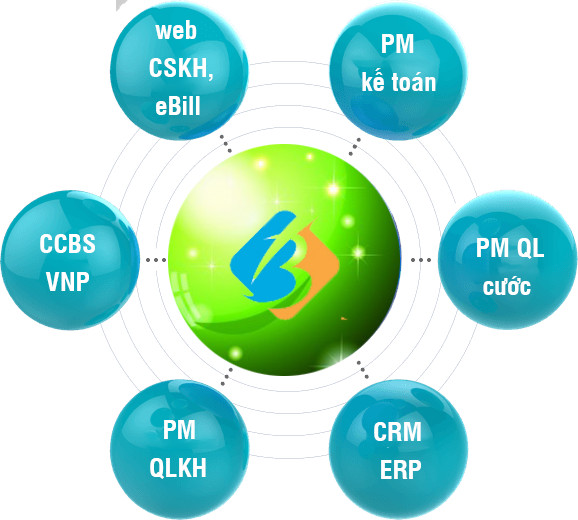 web
CSKH,
eBill
PM
kế toán
CCBS
VNP
PM QL
cước
PM
QLKH
CRM
ERP